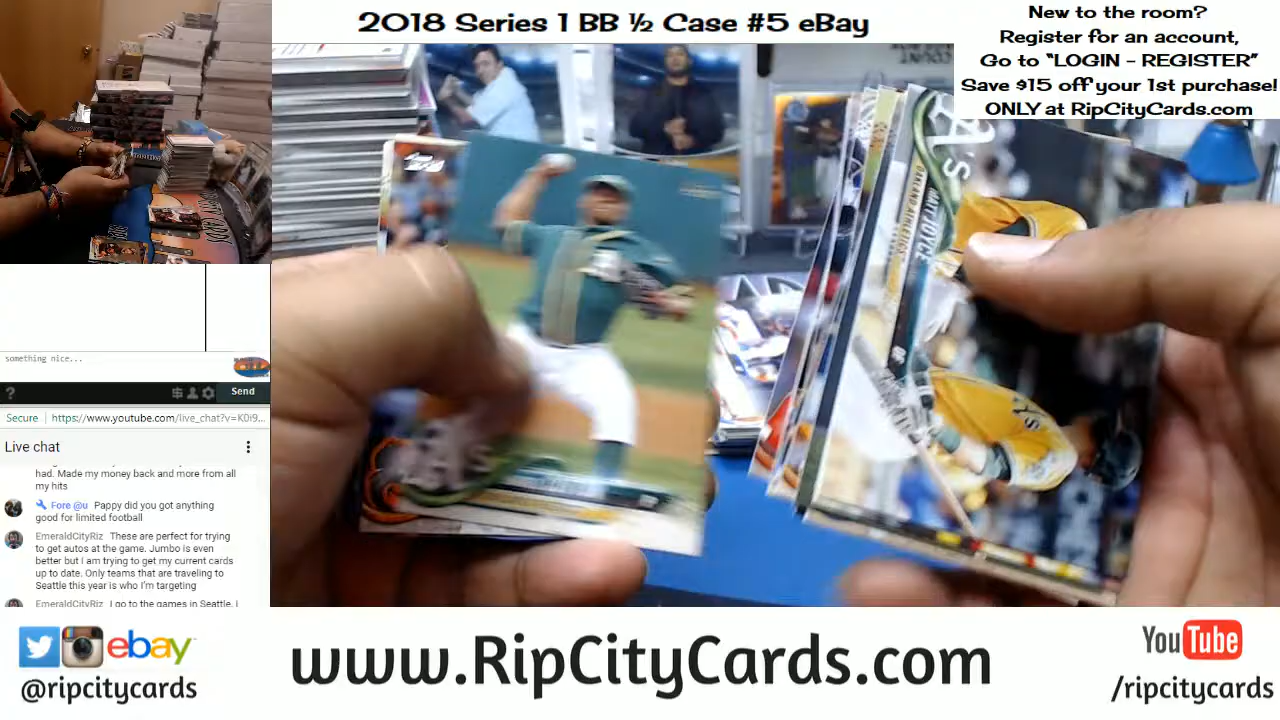 2018 Series 1 BB ½ Case #5 eBay
New to the room?
Register for an account,
Go to “LOGIN - REGISTER”
Save $15 off your 1st purchase!
ONLY at RipCityCards.com
A's
MATT JOYCE
OAKLAND ATHLETICS
A's
something nice...
?
Send
Secure
https://www.youtube.com/live_chat?v=K0i9...
Live chat
had. Made my money back and more from all
my hits
Fore @u Pappy did you got anything
good for limited football
EmeraldCityRiz These are perfect for trying
to get autos at the game. Jumbo is even
better but I am trying to get my current cards
up to date. Only teams that are traveling to
Seattle this year is who I'm targeting
EmeraldCityRiz I go to the games in Seattle. I
ebay
@ripcitycards
www.RipCityCards.com
YouTube
/ripcitycards